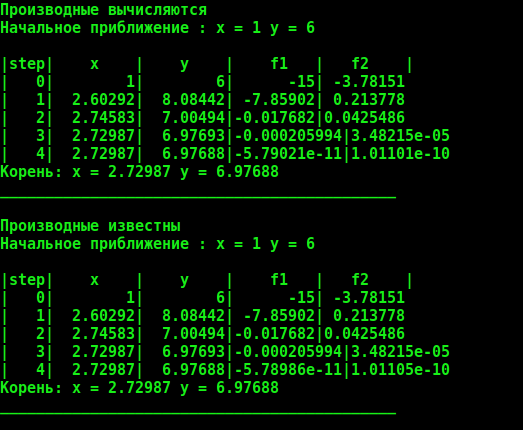 Производные вычисляются
Начальное приближение : x = 1 y = 6
|step|    x    |    y    |    f1   |   f2    |
|   0|        1|        6|      -15| -3.78151
|   1|  2.60292|  8.08442| -7.85902| 0.213778
|   2|  2.74583|  7.00494|-0.017682|0.0425486
|   3|  2.72987|  6.97693|-0.000205994|3.48215e-05
|   4|  2.72987|  6.97688|-5.79021e-11|1.01101e-10
Корень: x = 2.72987 y = 6.97688
____________________________________________
Производные известны
Начальное приближение : x = 1 y = 6
|step|    x    |    y    |    f1   |   f2    |
|   0|        1|        6|      -15| -3.78151
|   1|  2.60292|  8.08442| -7.85902| 0.213778
|   2|  2.74583|  7.00494|-0.017682|0.0425486
|   3|  2.72987|  6.97693|-0.000205994|3.48215e-05
|   4|  2.72987|  6.97688|-5.78986e-11|1.01105e-10
Корень: x = 2.72987 y = 6.97688
____________________________________________